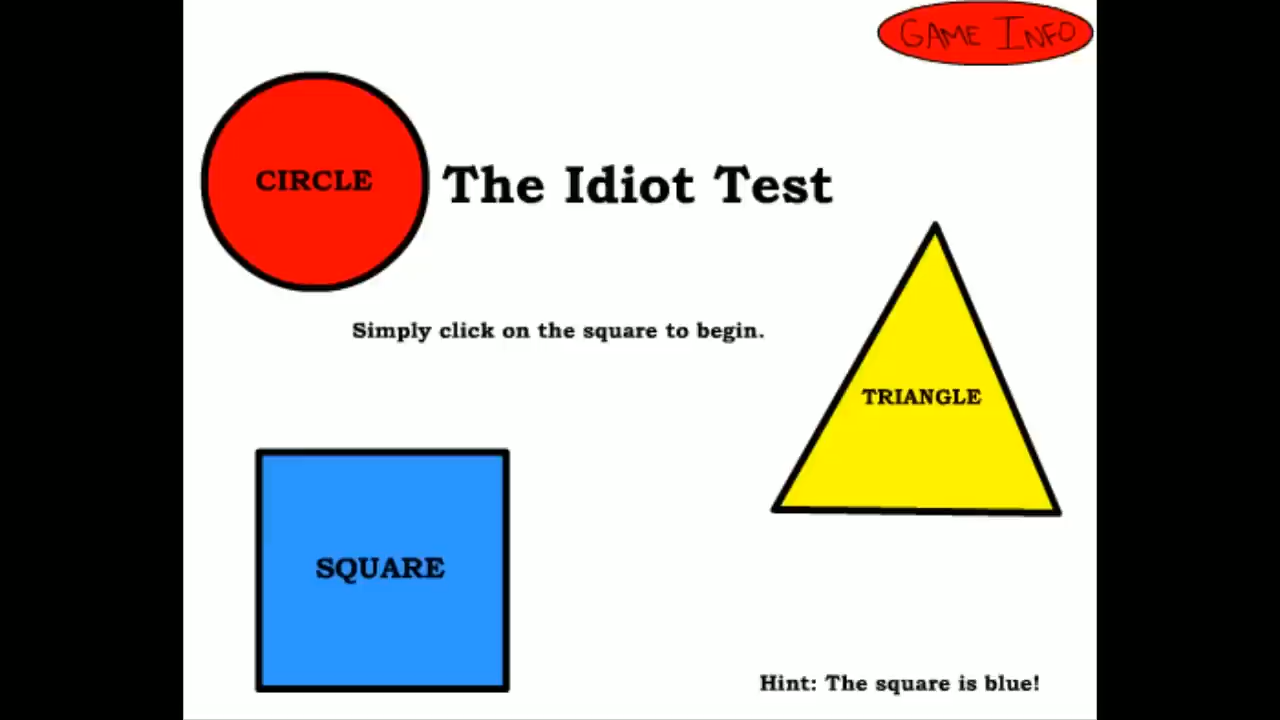 GAME INFO
CIRCLE
The Idiot Test
Simply click on the square to begin.
TRIANGLE
SQUARE
Hint: The square is blue!